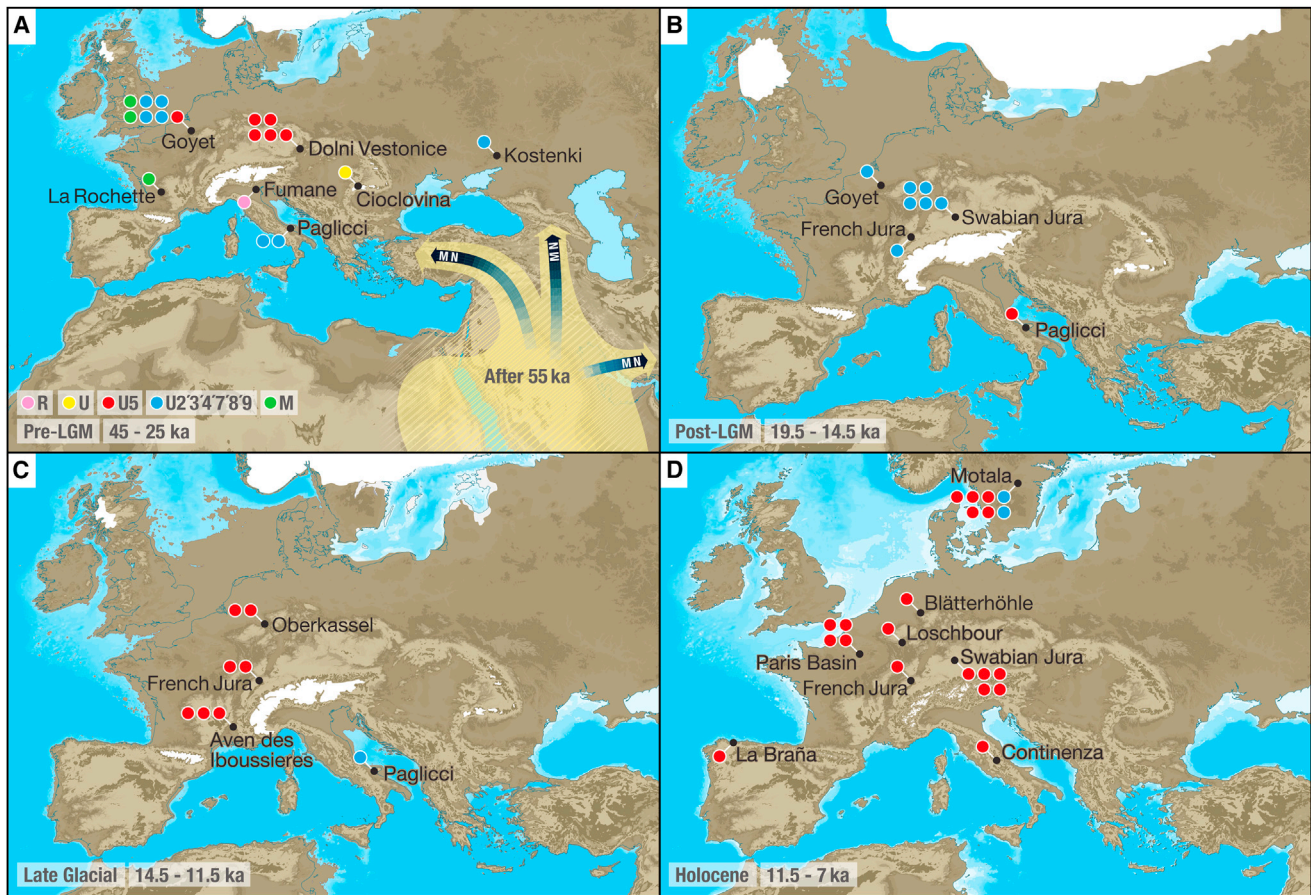 A
Goyet
Dolni Vestonice
Kostenki
La Rochette
Fumane
Cioclovina
Paglicci
M N
M N
M N
After 55 ka
R U U5 U2'3'4'7'8'9 M
Pre-LGM 45 - 25 ka
B
Goyet
Swabian Jura
French Jura
Paglicci
Post-LGM 19.5 - 14.5 ka
C
Oberkassel
French Jura
Aven des
Iboussieres
Paglicci
Late Glacial 14.5 - 11.5 ka
D
Motala
Blätterhöhle
Loschbour
Paris Basin
Swabian Jura
French Jura
La Braña
Continenza
Holocene 11.5 - 7 ka